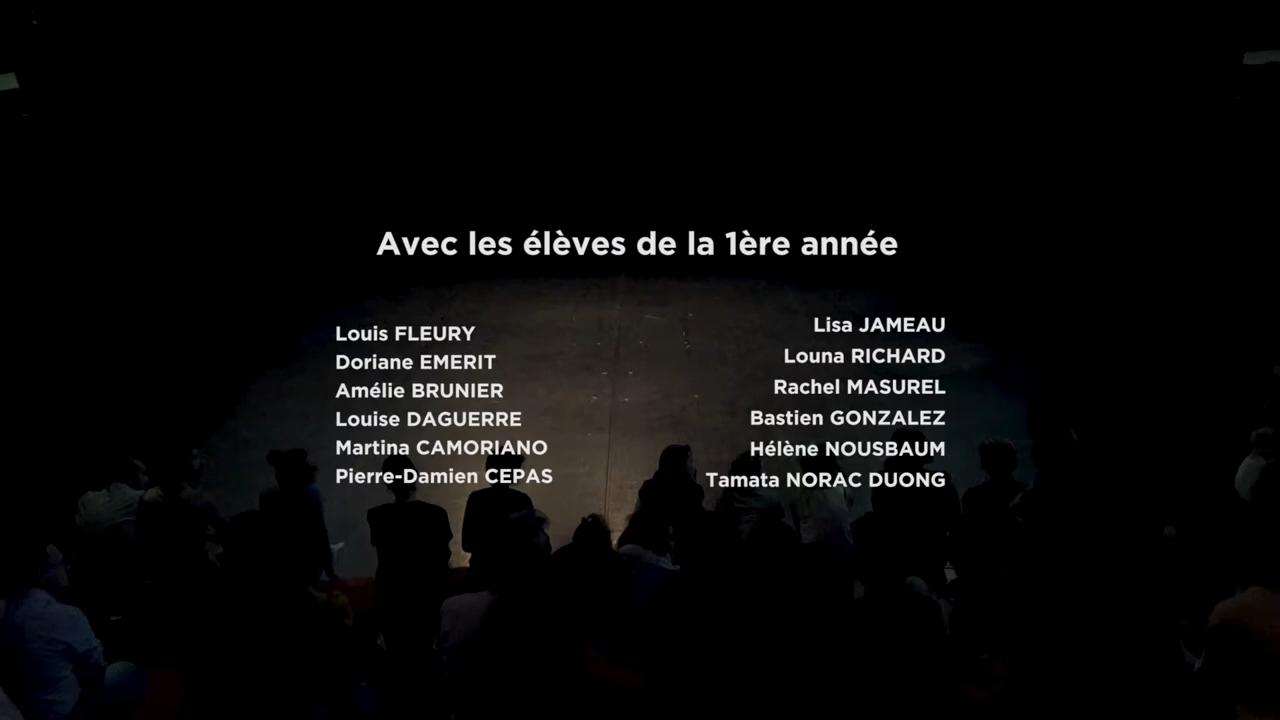 Avec les élèves de la 1ère année
Louis FLEURY
Doriane EMERIT
Amélie BRUNIER
Louise DAGUERRE
Martina CAMORIANO
Pierre-Damien CEPAS
Lisa JAMEAU
Louna RICHARD
Rachel MASUREL
Bastien GONZALEZ
Hélène NOUSBAUM
Tamata NORAC DUONG